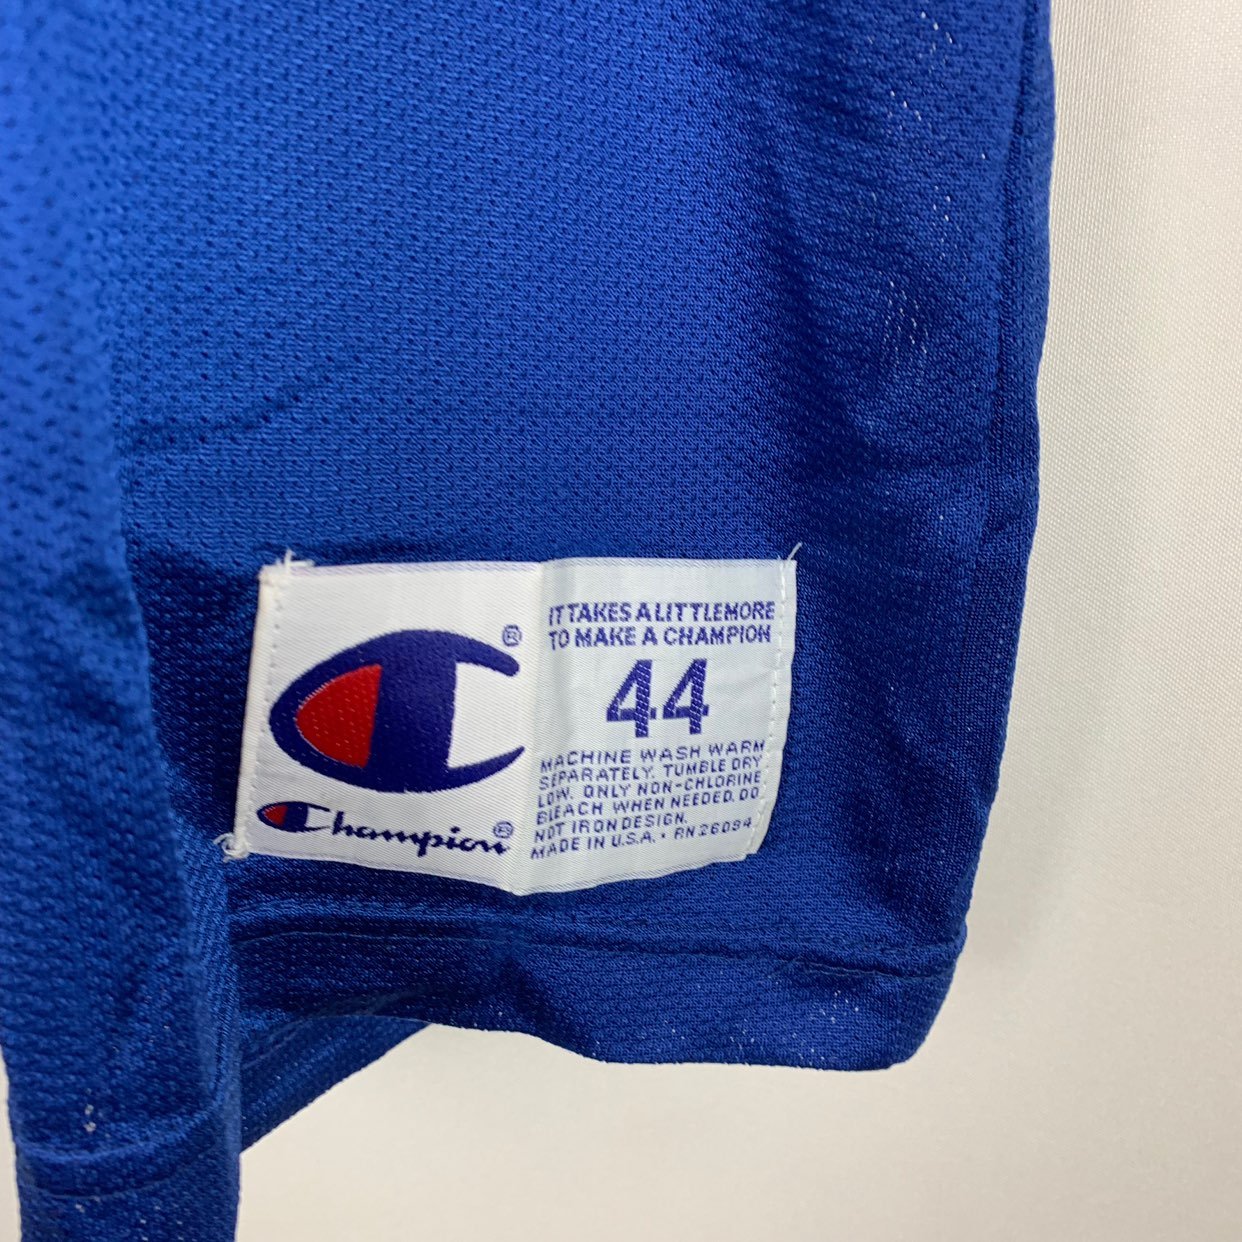 ®
IT TAKES A LITTLE MORE
TO MAKE A CHAMPION
44
MACHINE WASH WARM
SEPARATELY. TUMBLE DRY
LOW. ONLY NON-CHLORINE
BLEACH WHEN NEEDED. DO
NOT IRON DESIGN.
MADE IN U.S.A. • RN 26094
Champion®